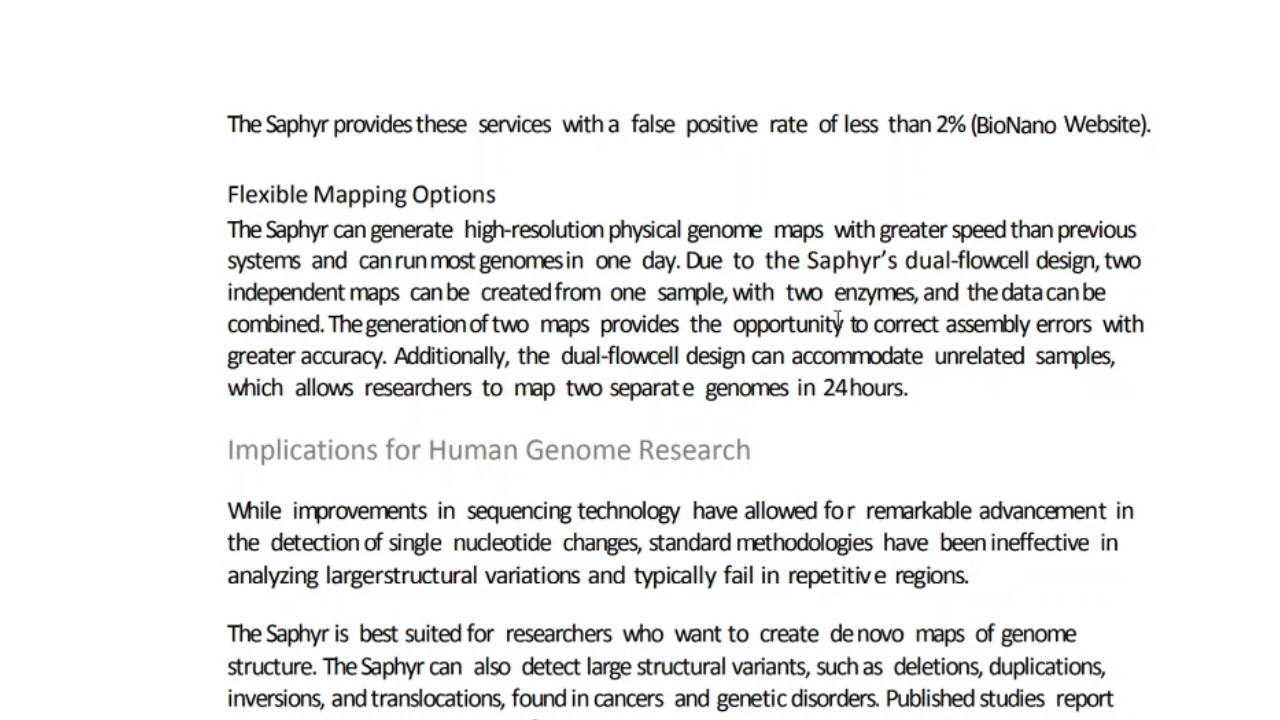 The Saphyr provides these services with a false positive rate of less than 2% (BioNano Website).
Flexible Mapping Options
The Saphyr can generate high-resolution physical genome maps with greater speed than previous
systems and can run most genomes in one day. Due to the Saphyr’s dual-flowcell design, two
independent maps can be created from one sample, with two enzymes, and the data can be
combined. The generation of two maps provides the opportunity to correct assembly errors with
greater accuracy. Additionally, the dual-flowcell design can accommodate unrelated samples,
which allows researchers to map two separate genomes in 24 hours.
Implications for Human Genome Research
While improvements in sequencing technology have allowed for remarkable advancement in
the detection of single nucleotide changes, standard methodologies have been ineffective in
analyzing larger structural variations and typically fail in repetitive regions.
The Saphyr is best suited for researchers who want to create de novo maps of genome
structure. The Saphyr can also detect large structural variants, such as deletions, duplications,
inversions, and translocations, found in cancers and genetic disorders. Published studies report